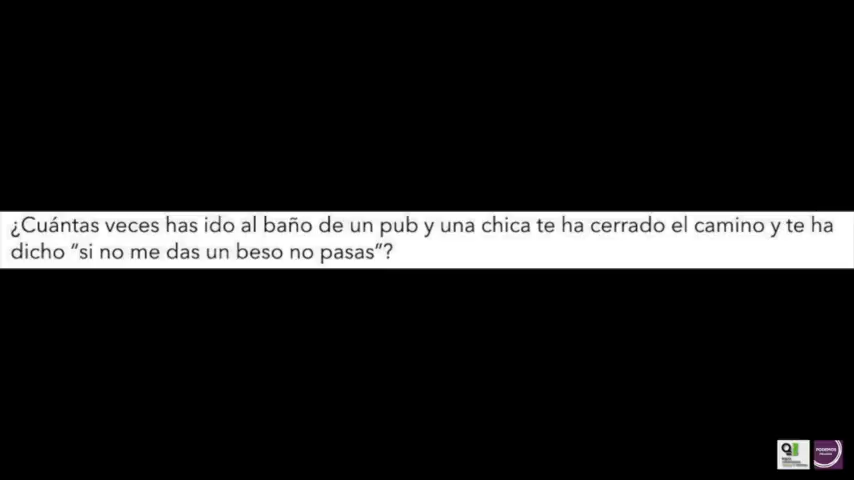 ¿Cuántas veces has ido al baño de un pub y una chica te ha cerrado el camino y te ha
dicho “si no me das un beso no pasas”?
PODEMOS